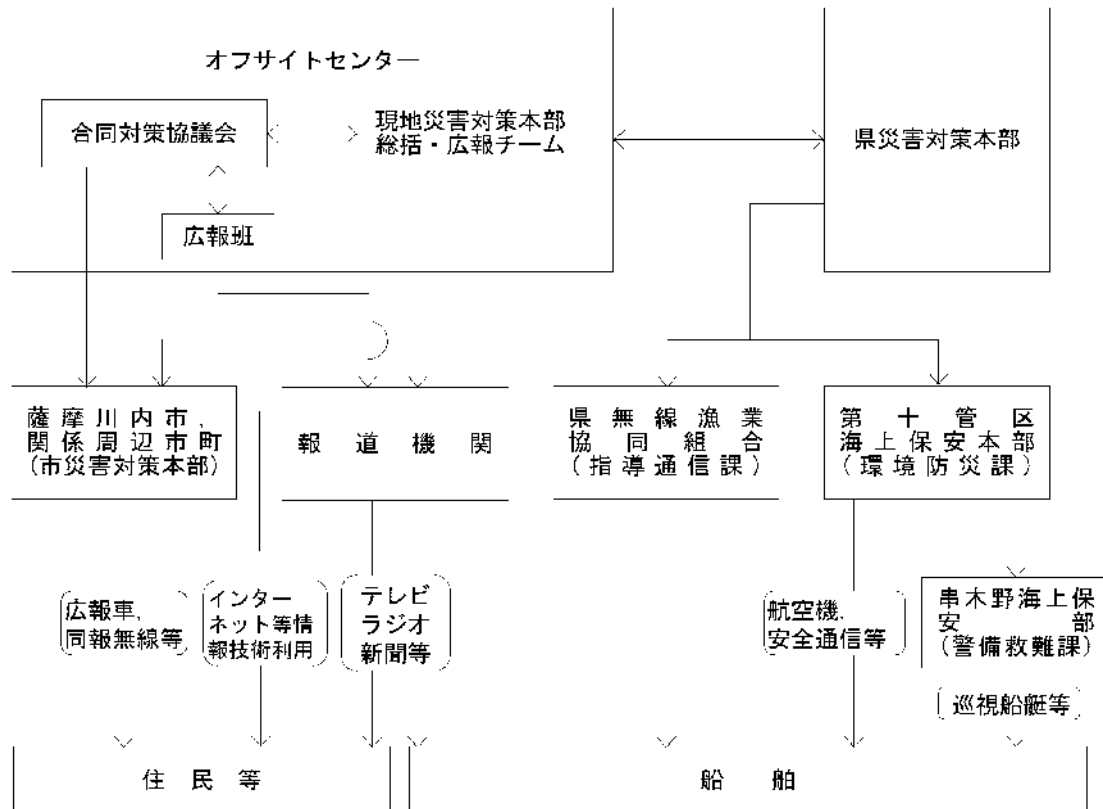 オフサイトセンター
合同対策協議会
現地災害対策本部
総括・広報チーム
県災害対策本部
広報班
薩摩川内市、
関係周辺市町
(市災害対策本部)
報道機関
県無線漁業
協同組合
(指導通信課)
第十管区
海上保安本部
(環境防災課)
広報車、
同報無線等
インター
ネット等情
報技術利用
テレビ
ラジオ
新聞等
航空機、
安全通信等
串木野海上保
安部
(警備救難課)
巡視船艇等
住民等
船舶